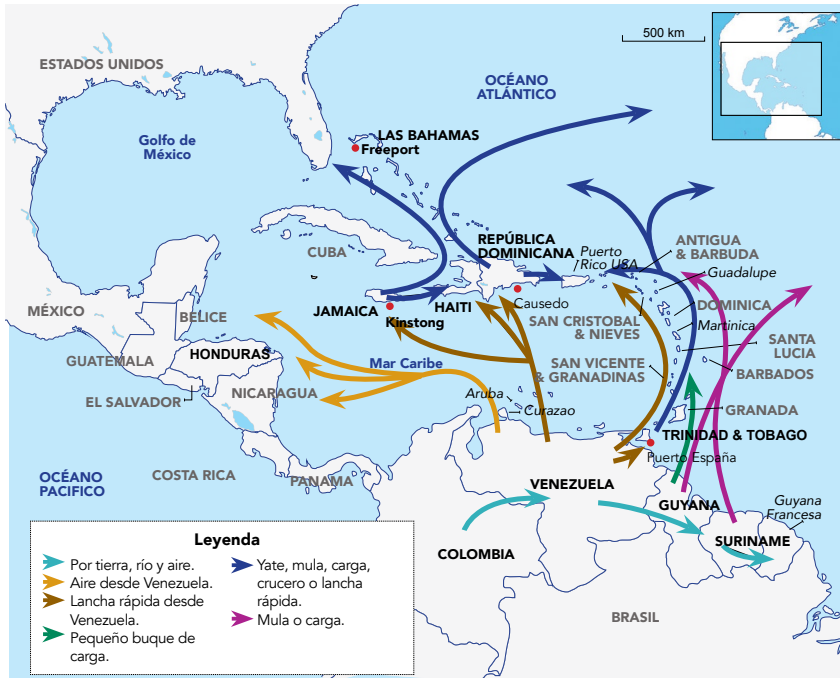 500 km
ESTADOS UNIDOS
OCÉANO
ATLÁNTICO
Golfo de
México
LAS BAHAMAS
Freeport
CUBA
REPÚBLICA
DOMINICANA
Puerto
Rico USA
ANTIGUA
& BARBUDA
Guadalupe
MÉXICO
BELICE
JAMAICA
Kinstong
HAITI
Causedo
SAN CRISTOBAL
& NIEVES
DOMINICA
Martinica
SANTA
LUCIA
GUATEMALA
HONDURAS
Mar Caribe
SAN VICENTE
& GRANADINAS
BARBADOS
EL SALVADOR
NICARAGUA
Aruba
Curazao
GRANADA
TRINIDAD & TOBAGO
Puerto España
OCÉANO
PACIFICO
COSTA RICA
PANAMA
VENEZUELA
GUYANA
Guyana
Francesa
COLOMBIA
SURINAME
BRASIL
Leyenda
Por tierra, río y aire.
Aire desde Venezuela.
Lancha rápida desde
Venezuela.
Pequeño buque de
carga.
Yate, mula, carga,
crucero o lancha
rápida.
Mula o carga.